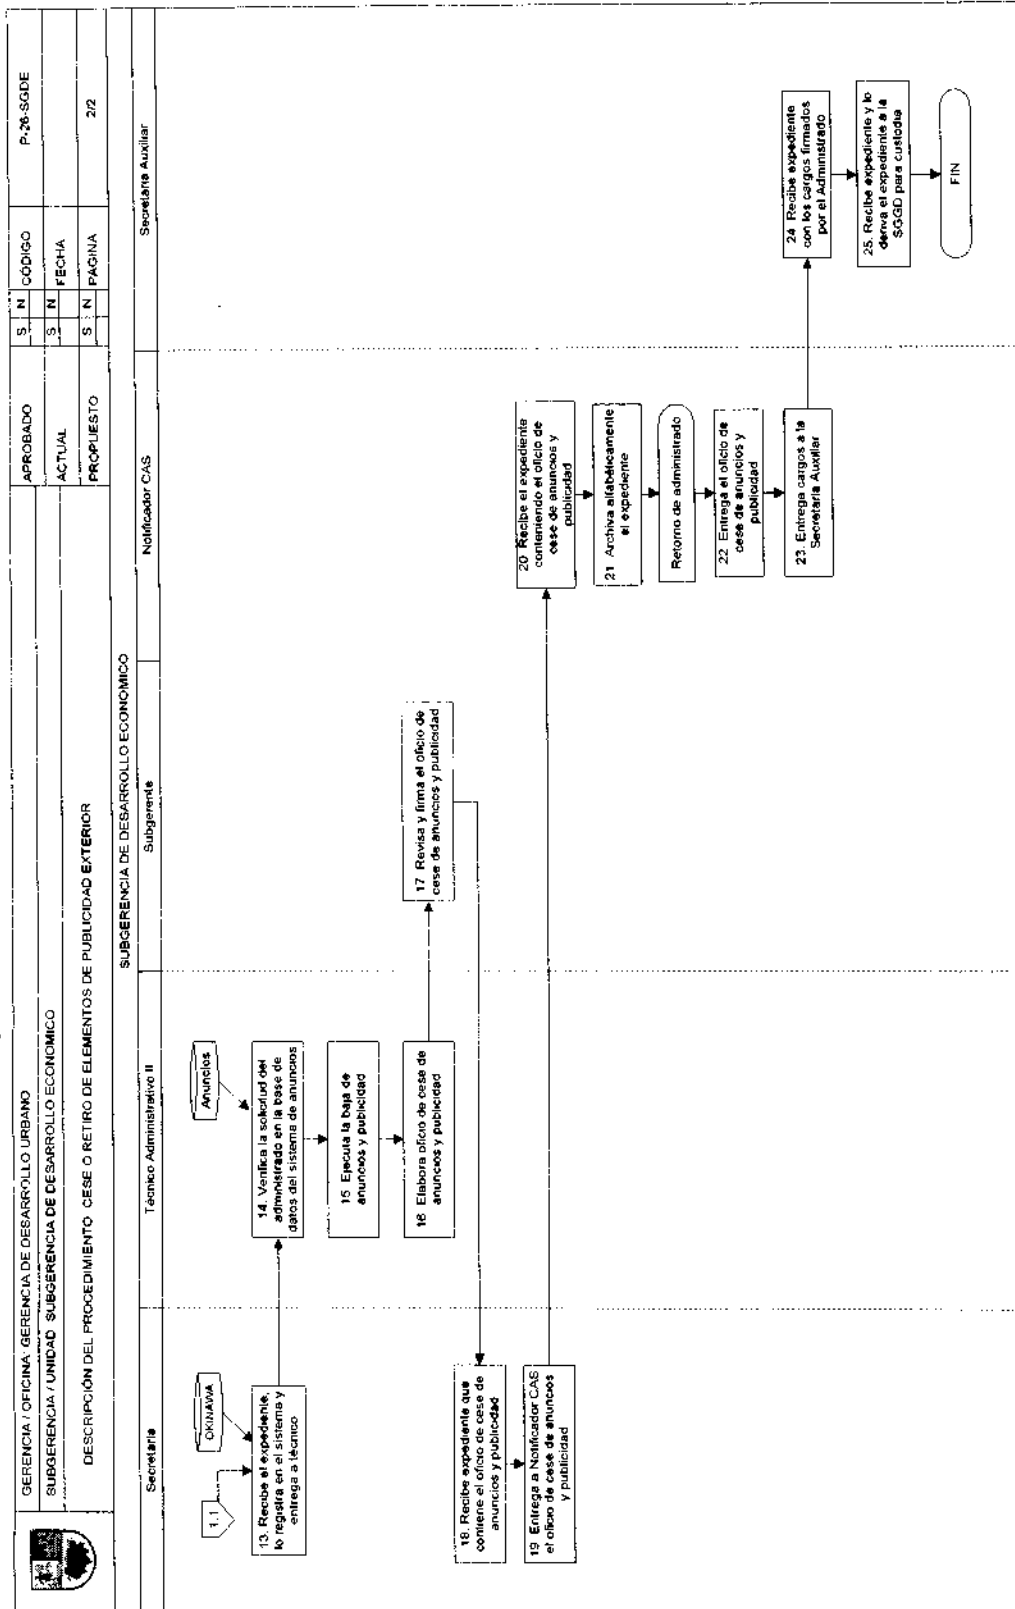 GERENCIA / OFICINA: GERENCIA DE DESARROLLO URBANO
SUBGERENCIA / UNIDAD SUBGERENCIA DE DESARROLLO ECONOMICO
DESCRIPCIÓN DEL PROCEDIMIENTO CESE O RETIRO DE ELEMENTOS DE PUBLICIDAD EXTERIOR
APROBADO
S N
CÓDIGO
P-26-SGDE
ACTUAL
S N
FECHA
PROPUESTO
S N
PAGINA
2/2
SUBGERENCIA DE DESARROLLO ECONOMICO
Secretaria
Técnico Administrativo II
Subgerente
Notificador CAS
Secretaria Auxiliar
1.1
OKINAWA
13. Recibe el expediente,
lo registra en el sistema y
entrega a técnico
Anuncios
14. Verifica la solicitud del
administrado en la base de
datos del sistema de anuncios
15 Ejecuta la baja de
anuncios y publicidad
16 Elabora oficio de cese de
anuncios y publicidad
17 Revisa y firma el oficio de
cese de anuncios y publicidad
18. Recibe expediente que
contiene el oficio de cese de
anuncios y publicidad
19 Entrega a Notificador CAS
el oficio de cese de anuncios
y publicidad
20 Recibe el expediente
conteniendo el oficio de
cese de anuncios y
publicidad
21 Archiva alfabéticamente
el expediente
Retorno de administrado
22 Entrega el oficio de
cese de anuncios y
publicidad
23. Entrega cargos a la
Secretaria Auxiliar
24 Recibe expediente
con los cargos firmados
por el Administrado
25. Recibe expediente y lo
deriva el expediente a la
SGGD para custodia
FIN